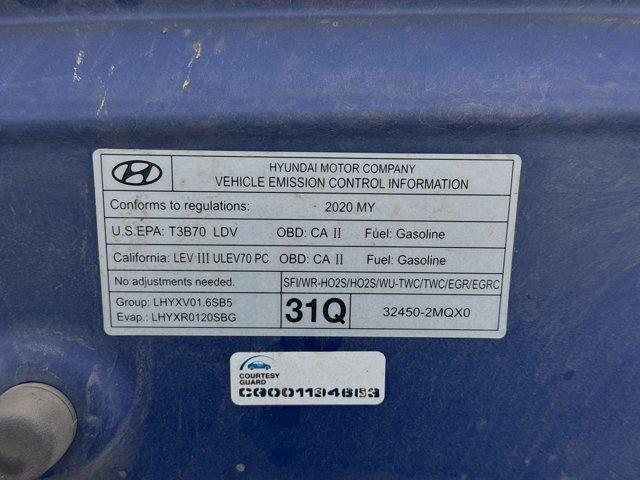 HYUNDAI MOTOR COMPANY
VEHICLE EMISSION CONTROL INFORMATION
Conforms to regulations: 2020 MY
U.S.EPA: T3B70 LDV OBD: CA II Fuel: Gasoline
California: LEV III ULEV70 PC OBD: CA II Fuel: Gasoline
No adjustments needed. SFI/WR-HO2S/HO2S/WU-TWC/TWC/EGR/EGRC
Group: LHYXV01.6SB5
Evap.: LHYXR0120SBG
31Q 32450-2MQX0
COURTESY
GUARD